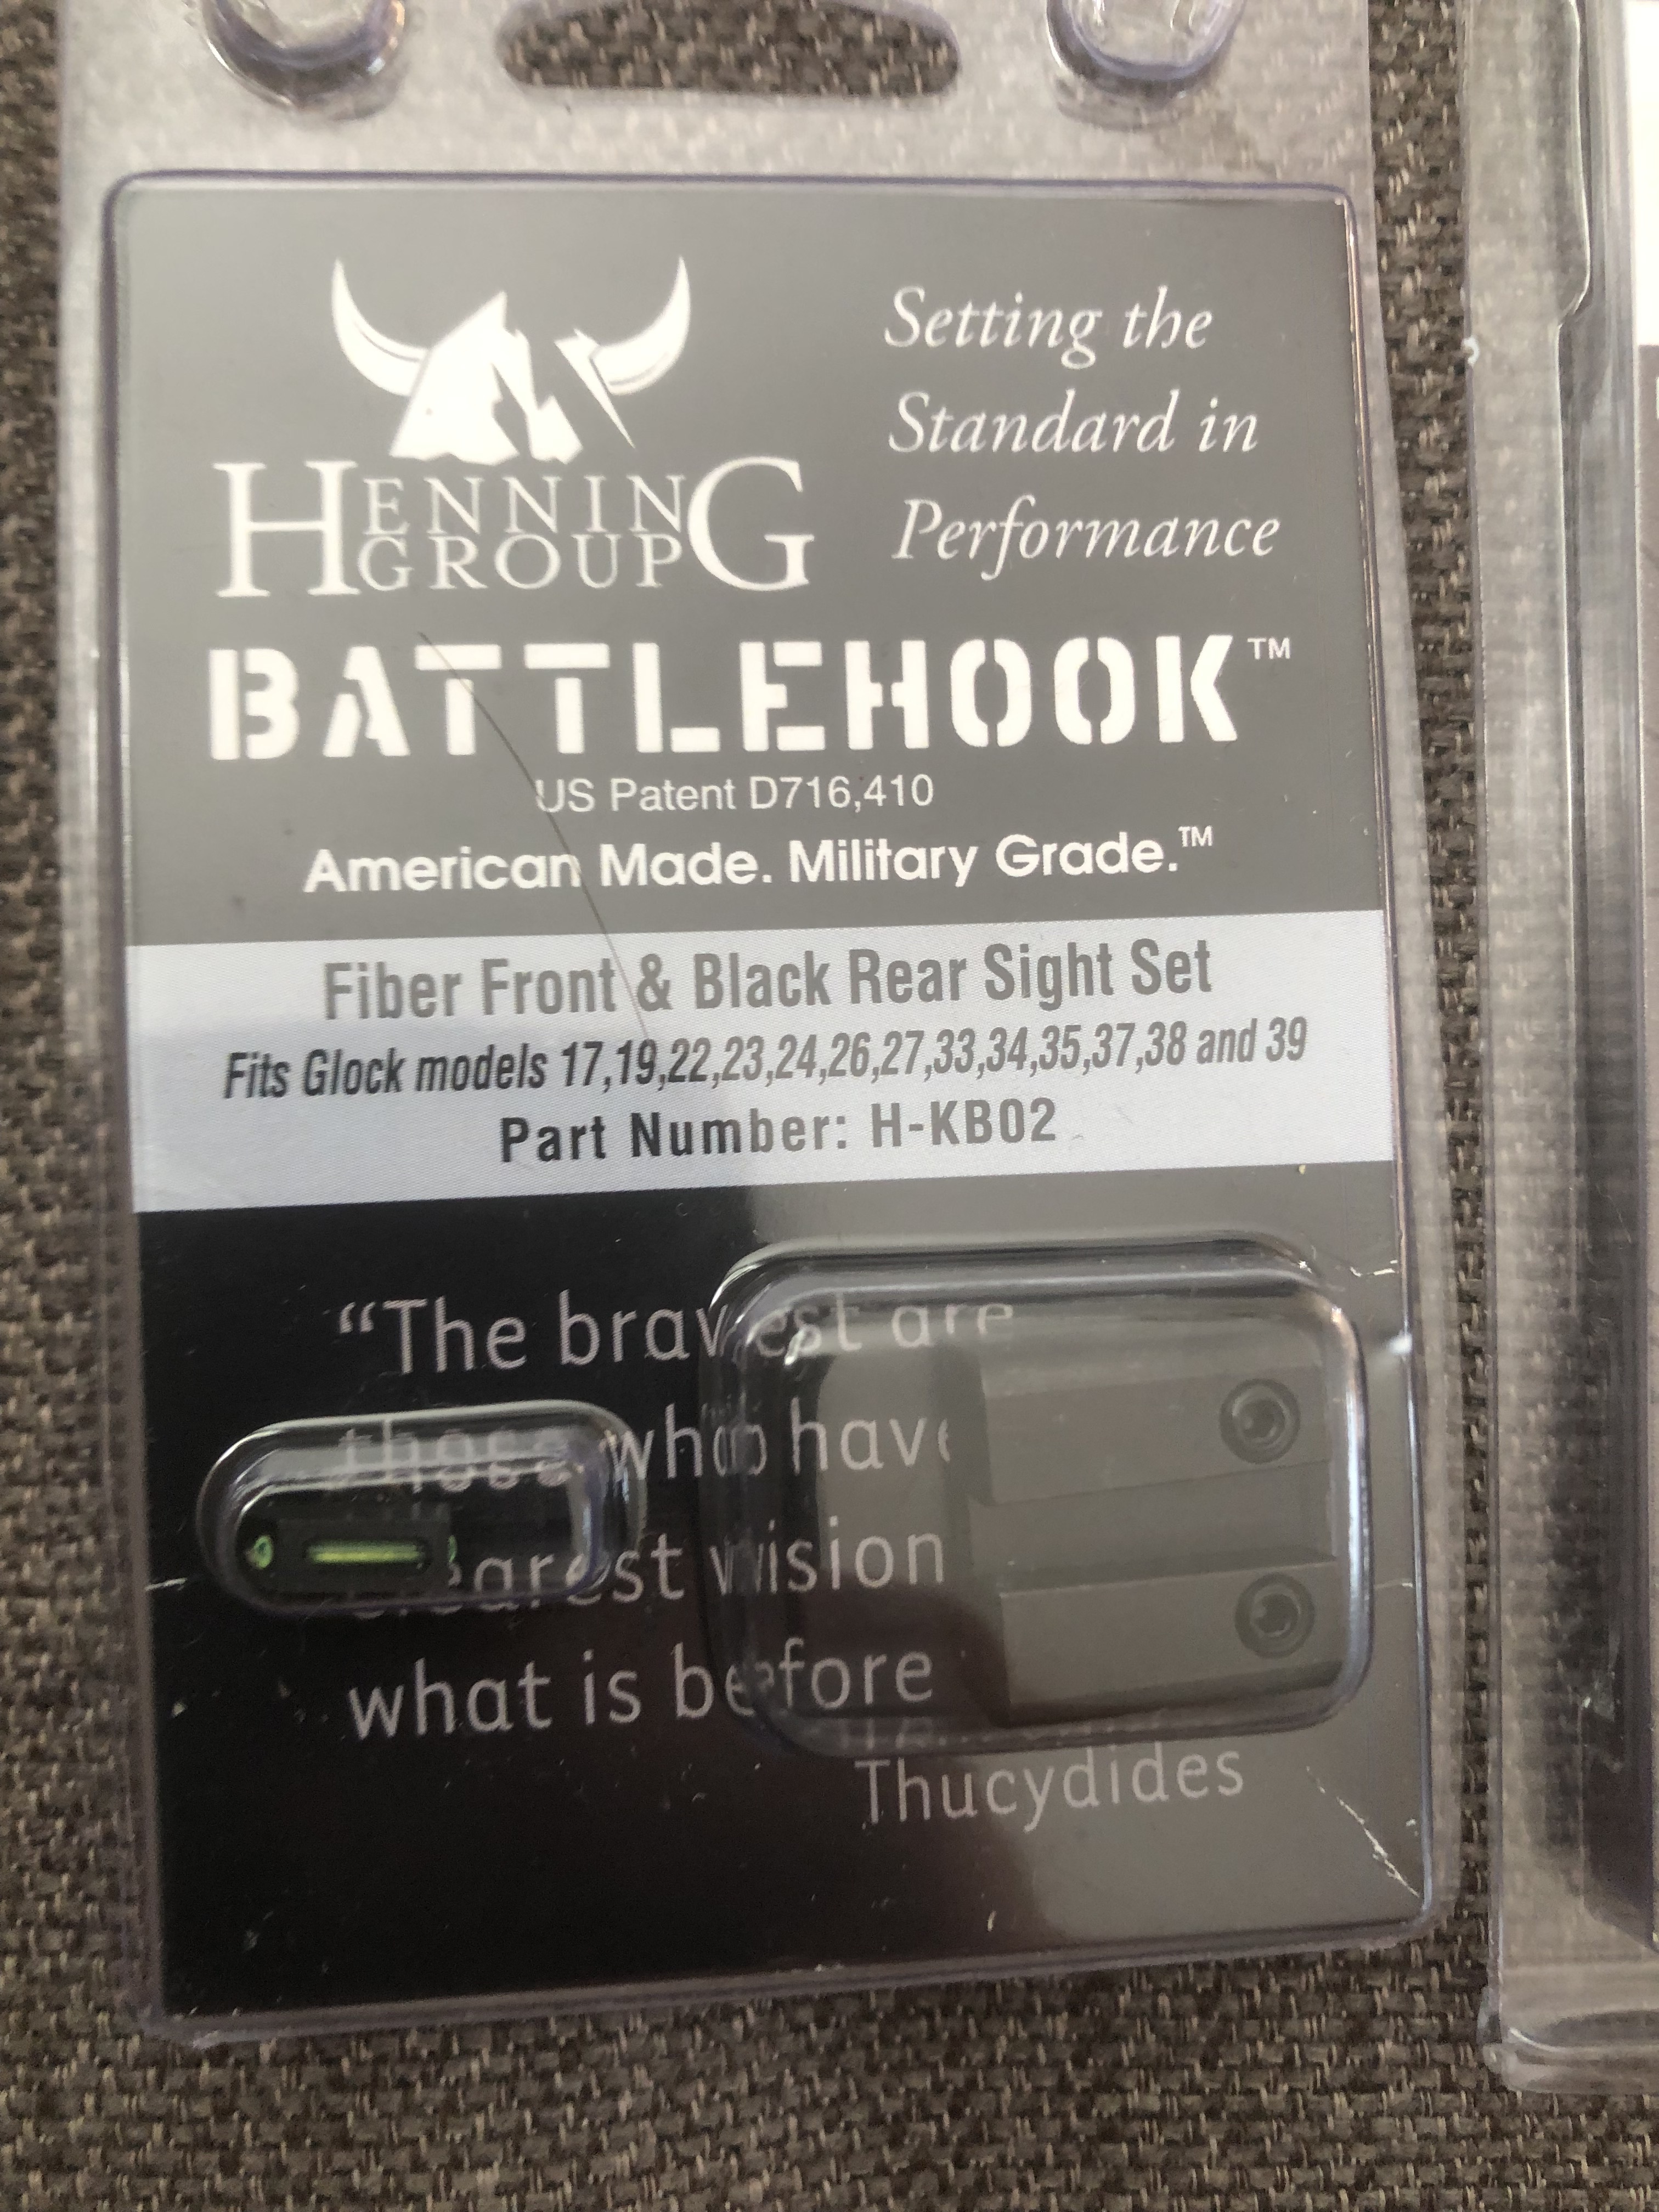 HENNING
GROUP
Setting the
Standard in
Performance
BATTLEHOOK™
US Patent D716,410
American Made. Military Grade.™
Fiber Front & Black Rear Sight Set
Fits Glock models 17,19,22,23,24,26,27,33,34,35,37,38 and 39
Part Number: H-KB02
“The bravest are
those who have
clearest vision
what is before
Thucydides